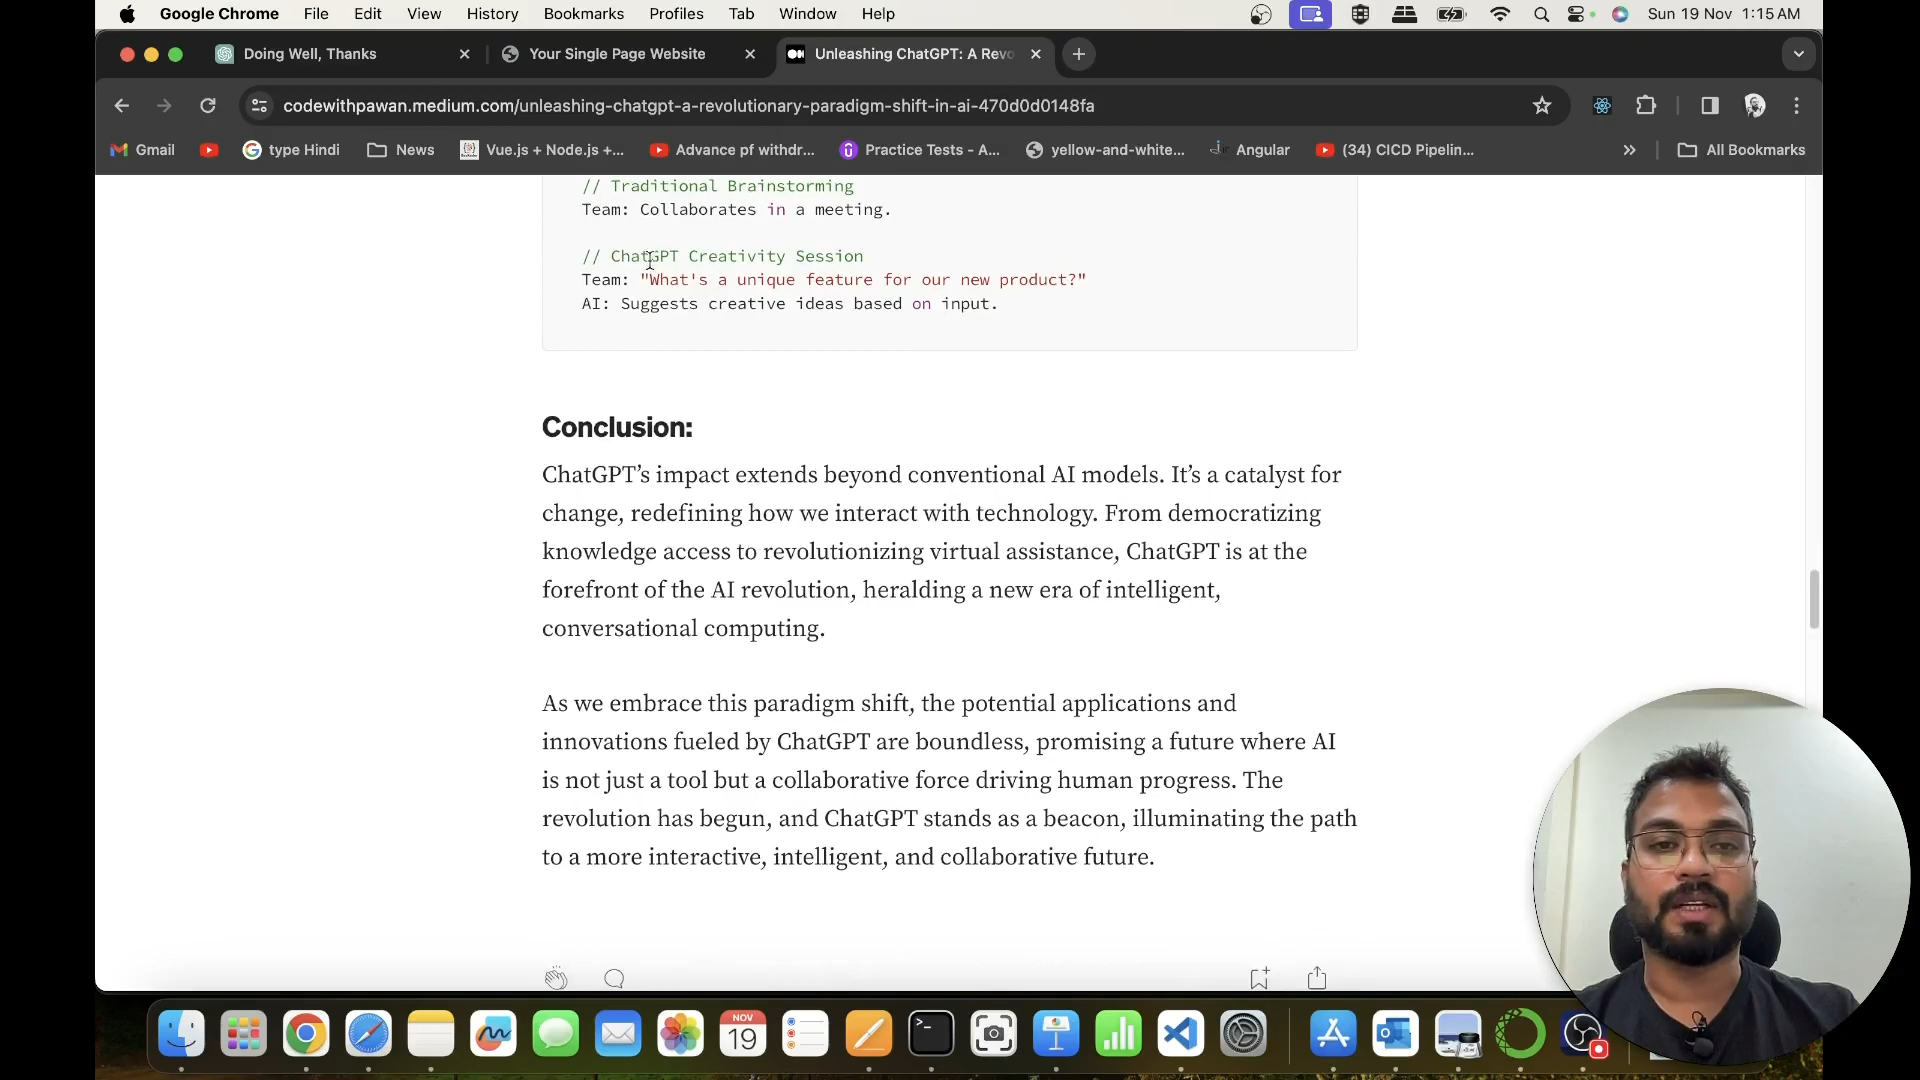 Google Chrome File Edit View History Bookmarks Profiles Tab Window Help Sun 19 Nov 1:15 AM
Doing Well, Thanks Your Single Page Website Unleashing ChatGPT: A Revo
codewithpawan.medium.com/unleashing-chatgpt-a-revolutionary-paradigm-shift-in-ai-470d0d0148fa
Gmail type Hindi News Vue.js + Node.js +... Advance pf withdr... Practice Tests - A... yellow-and-white... Angular (34) CICD Pipelin... » All Bookmarks
// Traditional Brainstorming
Team: Collaborates in a meeting.
// ChatGPT Creativity Session
Team: "What's a unique feature for our new product?"
AI: Suggests creative ideas based on input.
Conclusion:
ChatGPT’s impact extends beyond conventional AI models. It’s a catalyst for
change, redefining how we interact with technology. From democratizing
knowledge access to revolutionizing virtual assistance, ChatGPT is at the
forefront of the AI revolution, heralding a new era of intelligent,
conversational computing.
As we embrace this paradigm shift, the potential applications and
innovations fueled by ChatGPT are boundless, promising a future where AI
is not just a tool but a collaborative force driving human progress. The
revolution has begun, and ChatGPT stands as a beacon, illuminating the path
to a more interactive, intelligent, and collaborative future.
NOV
19